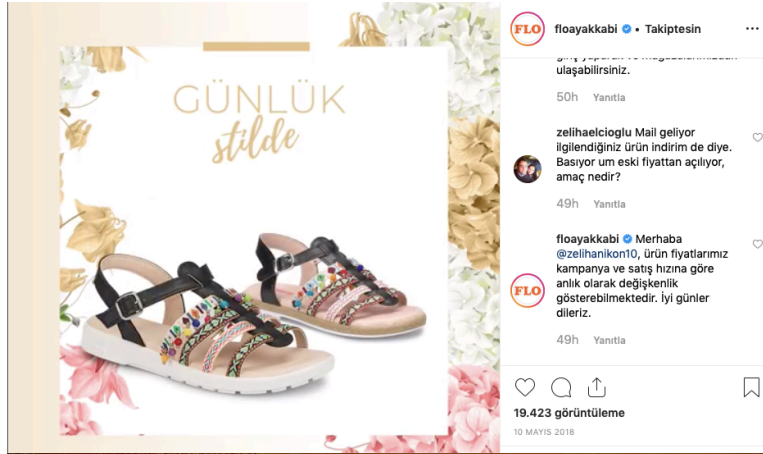 GÜNLÜK
stilde
FLO
floayakkabi • Takiptesin
ulaşabilirsiniz.
50h Yanıtla
zelihaelcioglu Mail geliyor
ilgilendiğiniz ürün indirim de diye.
Basıyor um eski fiyattan açılıyor,
amaç nedir?
49h Yanıtla
floayakkabi Merhaba
@zelihanikon10, ürün fiyatlarımız
kampanya ve satış hızına göre
anlık olarak değişkenlik
gösterebilmektedir. İyi günler
dileriz.
FLO
49h Yanıtla
19.423 görüntüleme
10 MAYIS 2018